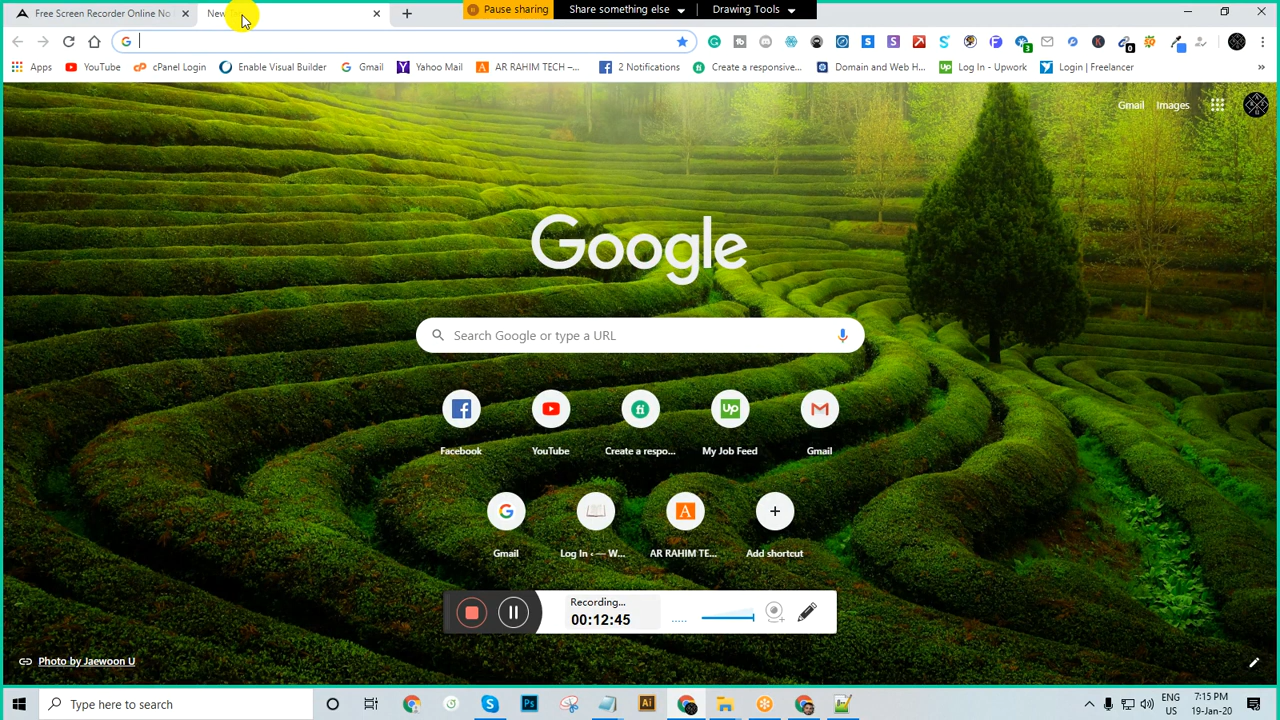 Pause sharing
Share something else
Drawing Tools
Free Screen Recorder Online No
New
G
Apps
YouTube
cPanel Login
Enable Visual Builder
Gmail
Yahoo Mail
AR RAHIM TECH –...
2 Notifications
Create a responsive...
Domain and Web H...
Log In - Upwork
Login | Freelancer
»
Gmail
Images
Google
Search Google or type a URL
Facebook
YouTube
Create a respo...
My Job Feed
Gmail
Gmail
Log In ‹ — W...
AR RAHIM TE...
Add shortcut
Recording...
00:12:45
Photo by Jaewoon U
Type here to search
ENG
US
7:15 PM
19-Jan-20